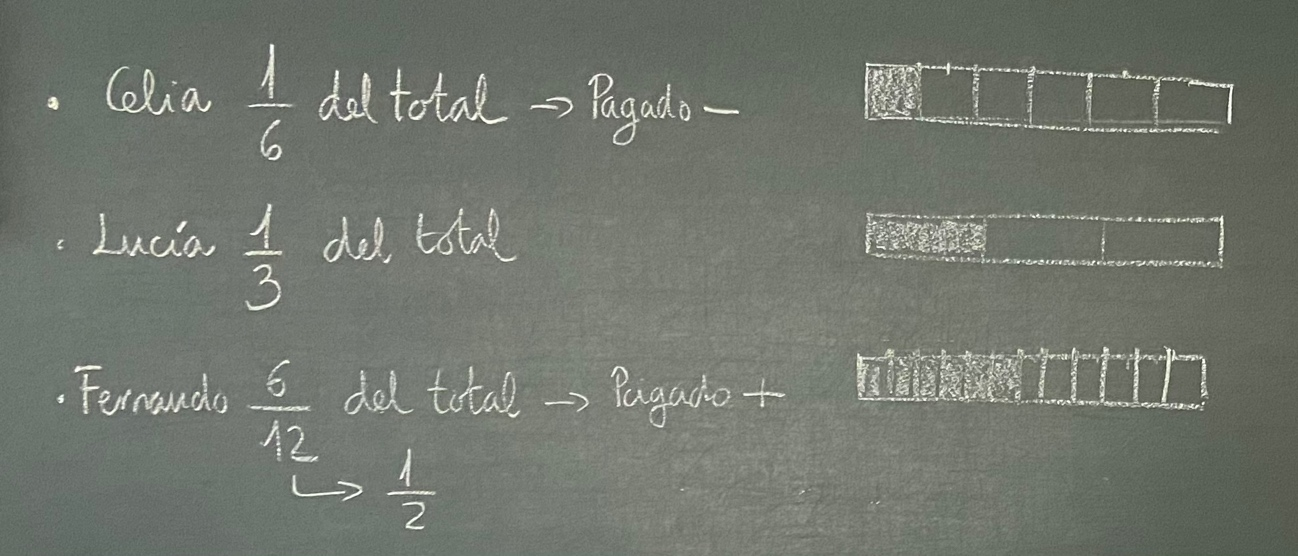 · Celia 1/6 del total → Pagado –
· Lucía 1/3 del total
· Fernando 6/12 del total → Pagado +
↳ 1/2